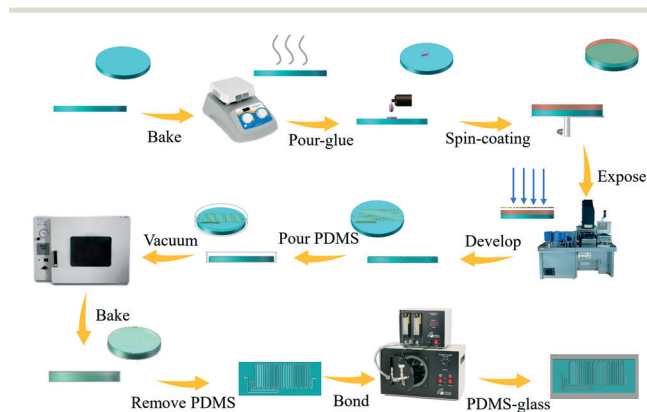 Bake
Pour-glue
Spin-coating
Expose
Develop
Pour PDMS
Vacuum
Bake
Remove PDMS
Bond
PDMS-glass